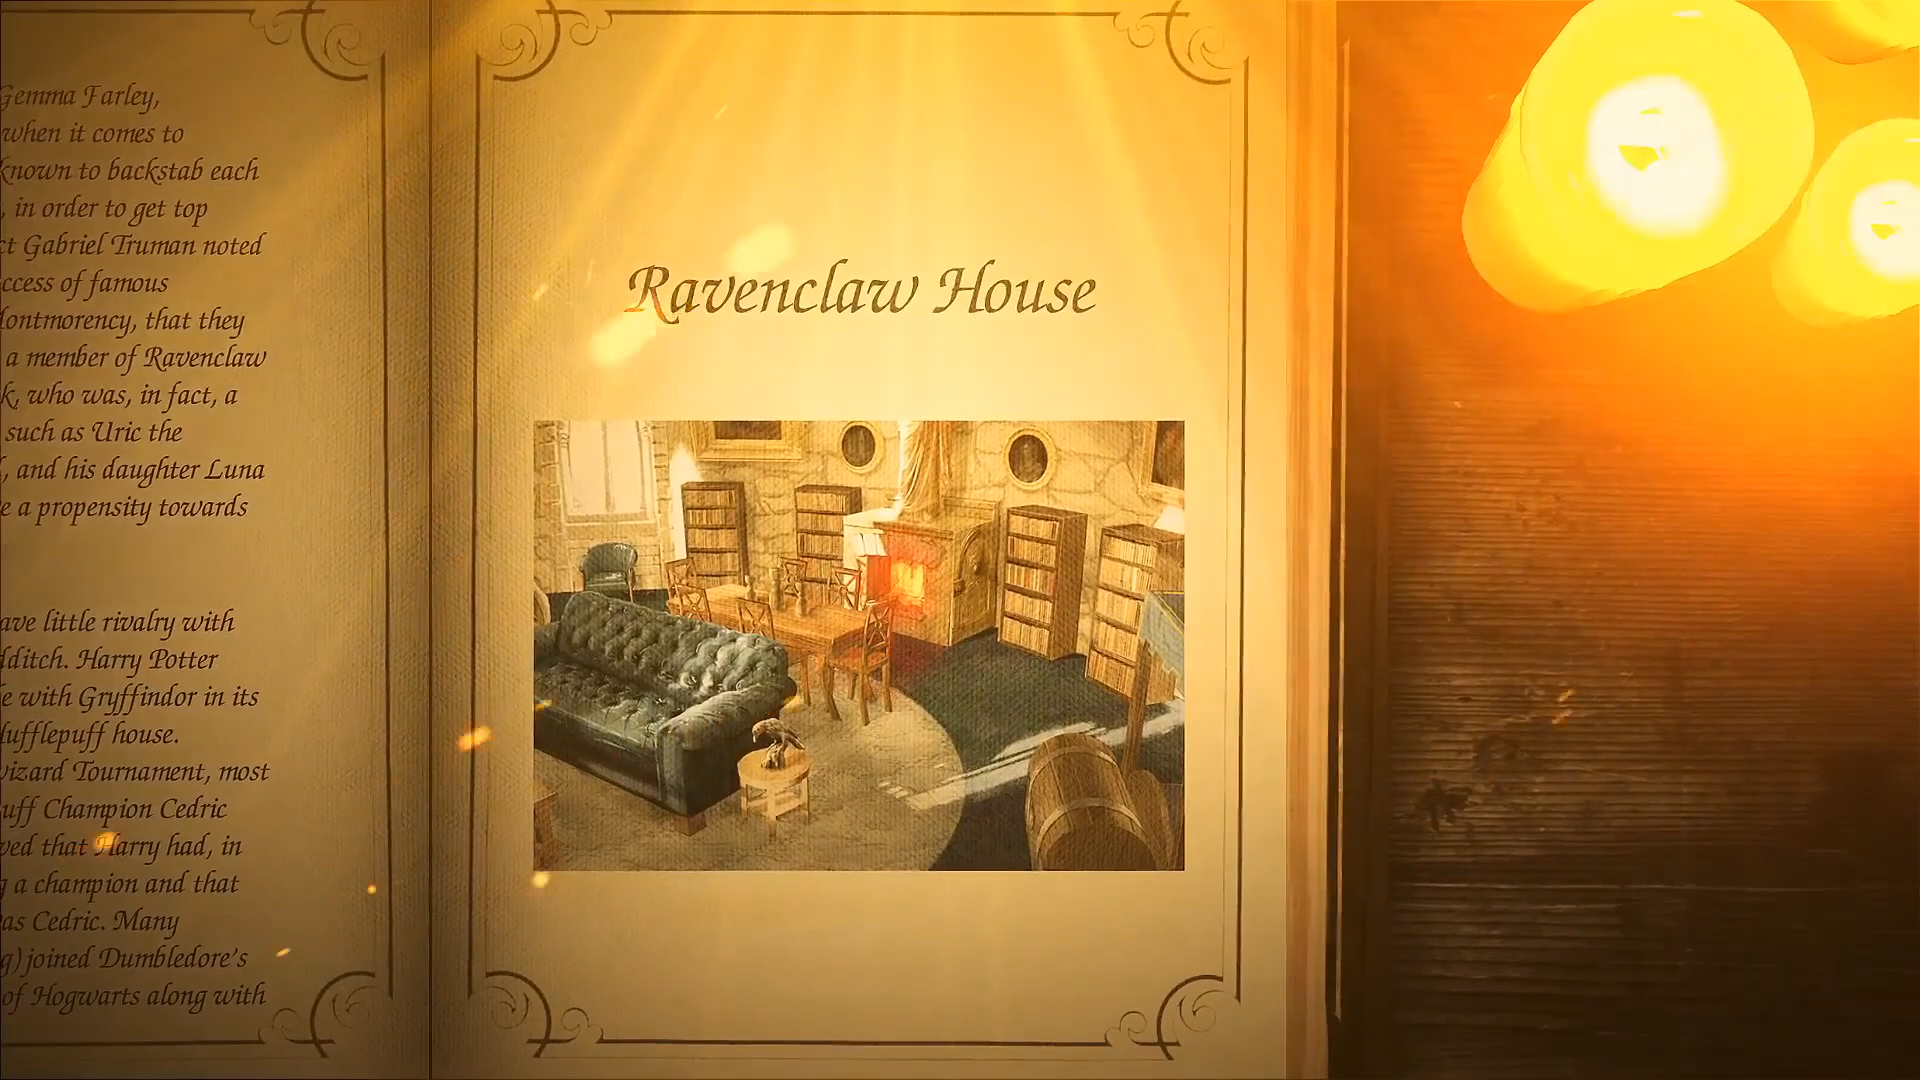 Gemma Farley,
when it comes to
known to backstab each
, in order to get top
ct Gabriel Truman noted
ccess of famous
ontmorency, that they
a member of Ravenclaw
k, who was, in fact, a
such as Uric the
, and his daughter Luna
e a propensity towards
ave little rivalry with
dditch. Harry Potter
e with Gryffindor in its
ufflepuff house.
wizard Tournament, most
uff Champion Cedric
ved that Harry had, in
g a champion and that
as Cedric. Many
g) joined Dumbledore's
of Hogwarts along with
Ravenclaw House